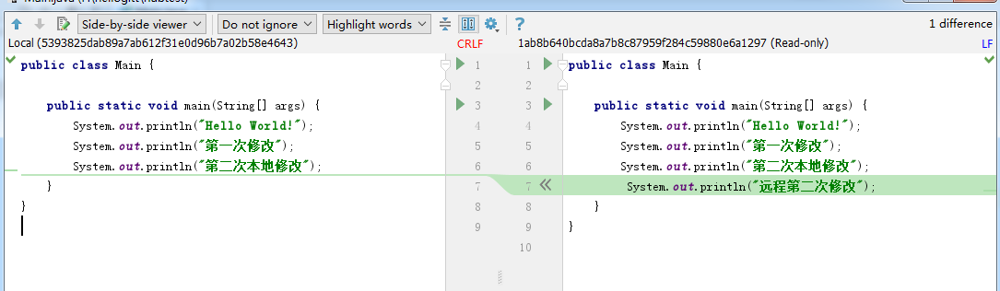 Side-by-side viewer Do not ignore Highlight words ? 1 difference
Local (5393825dab89a7ab612f31e0d96b7a02b58e4643) CRLF 1ab8b640bcda8a7b8c87959f284c59880e6a1297 (Read-only) LF
public class Main { 1 1 public class Main {
2 2
public static void main(String[] args) { 3 3 public static void main(String[] args) {
System.out.println("Hello World!"); 4 4 System.out.println("Hello World!");
System.out.println("第一次修改"); 5 5 System.out.println("第一次修改");
System.out.println("第二次本地修改"); 6 6 System.out.println("第二次本地修改");
} 7 7 System.out.println("远程第二次修改");
} 8 8 }
9 9 }
10